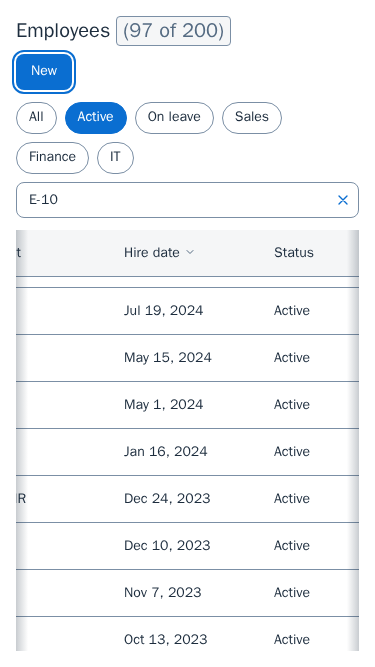 Employees (97 of 200)
New
All Active On leave Sales
Finance IT
E-10
t Hire date Status
Jul 19, 2024 Active
May 15, 2024 Active
May 1, 2024 Active
Jan 16, 2024 Active
R Dec 24, 2023 Active
Dec 10, 2023 Active
Nov 7, 2023 Active
Oct 13, 2023 Active